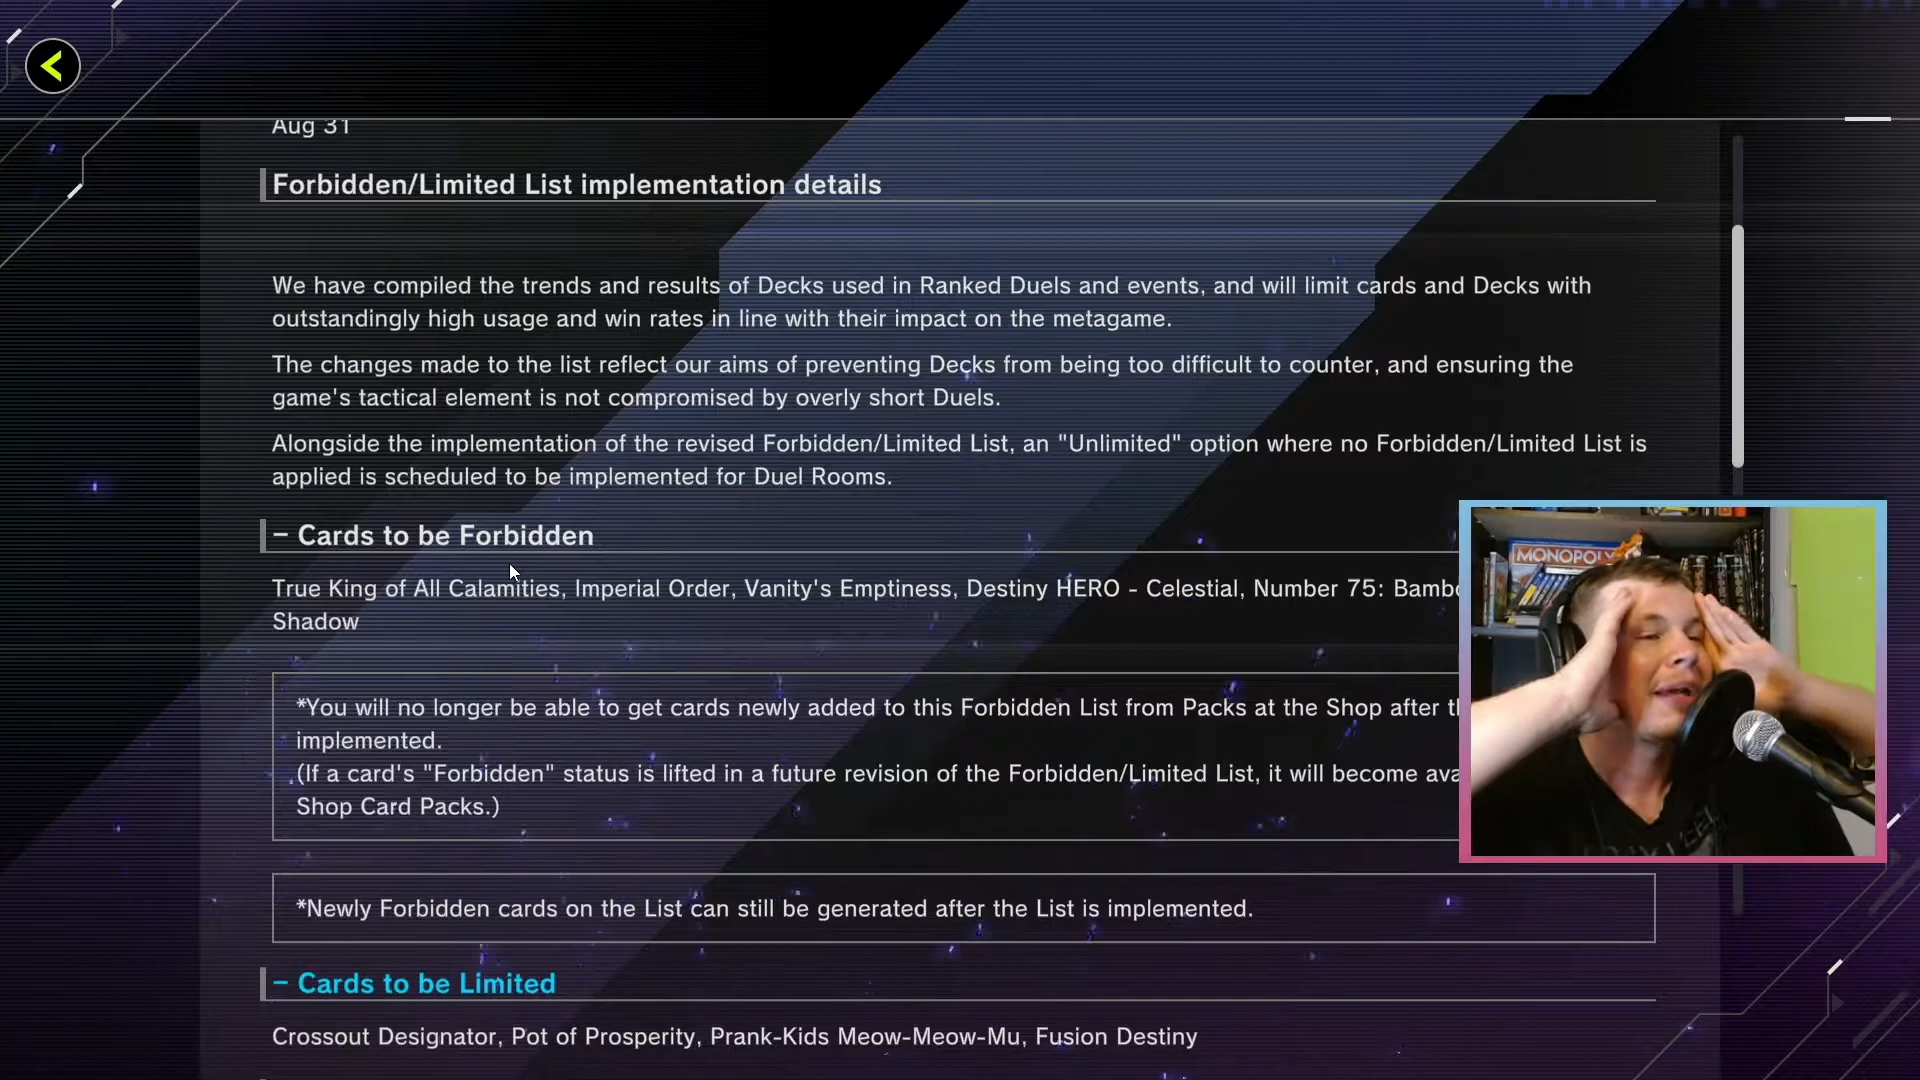 Aug 31
Forbidden/Limited List implementation details
We have compiled the trends and results of Decks used in Ranked Duels and events, and will limit cards and Decks with
outstandingly high usage and win rates in line with their impact on the metagame.
The changes made to the list reflect our aims of preventing Decks from being too difficult to counter, and ensuring the
game's tactical element is not compromised by overly short Duels.
Alongside the implementation of the revised Forbidden/Limited List, an "Unlimited" option where no Forbidden/Limited List is
applied is scheduled to be implemented for Duel Rooms.
– Cards to be Forbidden
True King of All Calamities, Imperial Order, Vanity's Emptiness, Destiny HERO - Celestial, Number 75:
Shadow
*You will no longer be able to get cards newly added to this Forbidden List from Packs at the Shop after
implemented.
(If a card's "Forbidden" status is lifted in a future revision of the Forbidden/Limited List, it will become
Shop Card Packs.)
MONOPOLY
*Newly Forbidden cards on the List can still be generated after the List is implemented.
– Cards to be Limited
Crossout Designator, Pot of Prosperity, Prank-Kids Meow-Meow-Mu, Fusion Destiny